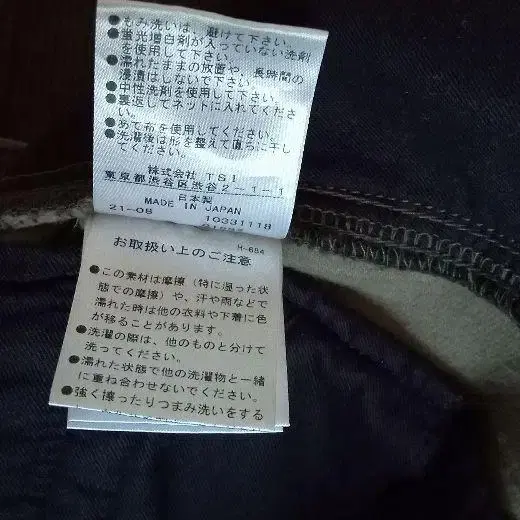 ●もみ洗いは、避けて下さい。
●蛍光増白剤が入っていない洗剤
を使用して下さい。
●濡れたままの放置や、長時間の
浸漬はしないで下さい。
●中性洗剤を使用して下さい。
●裏返してネットに入れてくださ
い。
●あて布を使用してください。
●洗濯後は形を整えて直ちに干し
てください。
株式会社 TSI
東京都渋谷区渋谷2-1-1
日本製
MADE IN JAPAN
21-08 10331118
お取扱い上のご注意 H-684
●この素材は摩擦（特に湿った状
態での摩擦）や、汗や雨などで
濡れた時は他の衣料や下着に色
が移ることがあります。
●洗濯の際は、他のものと分けて
洗ってください。
●濡れた状態で他の洗濯物と一緒
に重ね合わせないでください。
●強く擦ったりつまみ洗いをする